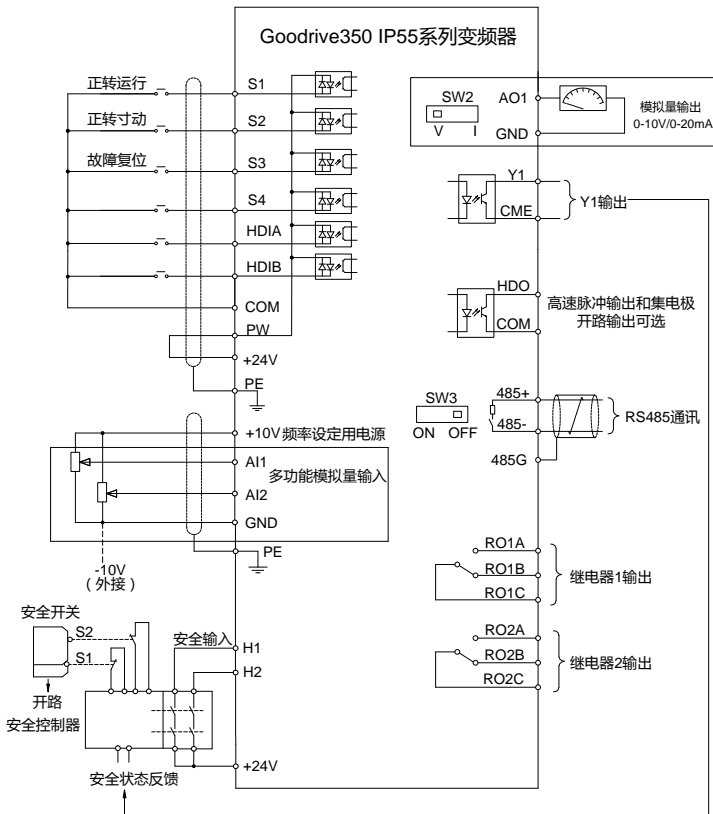 Goodrive350 IP55系列变频器
正转运行
S1
正转寸动
S2
故障复位
S3
S4
HDIA
HDIB
COM
PW
+24V
PE
SW2
V I
AO1
GND
模拟量输出
0-10V/0-20mA
Y1
CME
Y1输出
HDO
COM
高速脉冲输出和集电极
开路输出可选
SW3
ON OFF
485+
485-
485G
RS485通讯
+10V 频率设定用电源
AI1
多功能模拟量输入
AI2
GND
PE
-10V
(外接)
RO1A
RO1B
RO1C
继电器1输出
RO2A
RO2B
RO2C
继电器2输出
安全开关
S2
S1
开路
安全控制器
安全输入
H1
H2
+24V
安全状态反馈